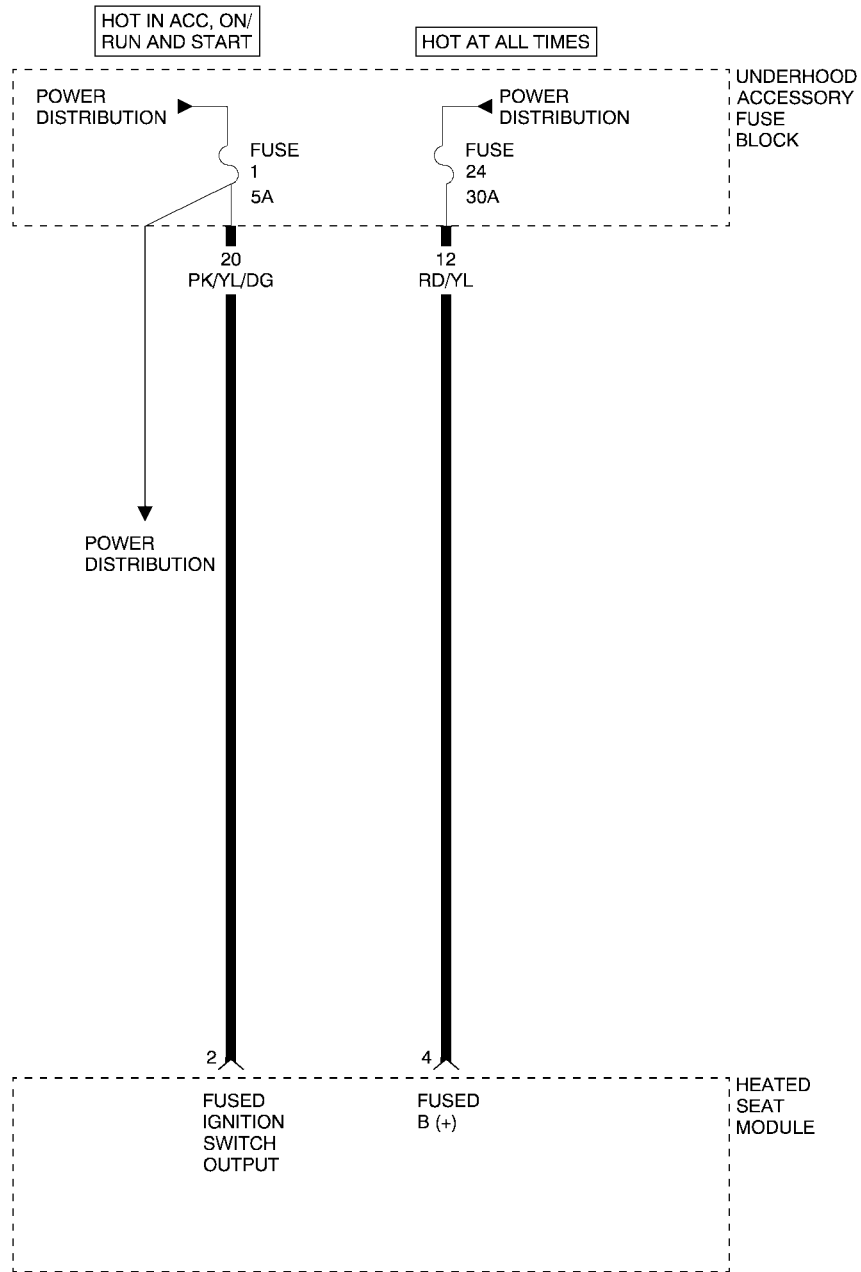 HOT IN ACC, ON/
RUN AND START
HOT AT ALL TIMES
UNDERHOOD
ACCESSORY
FUSE
BLOCK
POWER
DISTRIBUTION
POWER
DISTRIBUTION
FUSE
1
5A
FUSE
24
30A
20
PK/YL/DG
12
RD/YL
POWER
DISTRIBUTION
2
4
FUSED
IGNITION
SWITCH
OUTPUT
FUSED
B (+)
HEATED
SEAT
MODULE